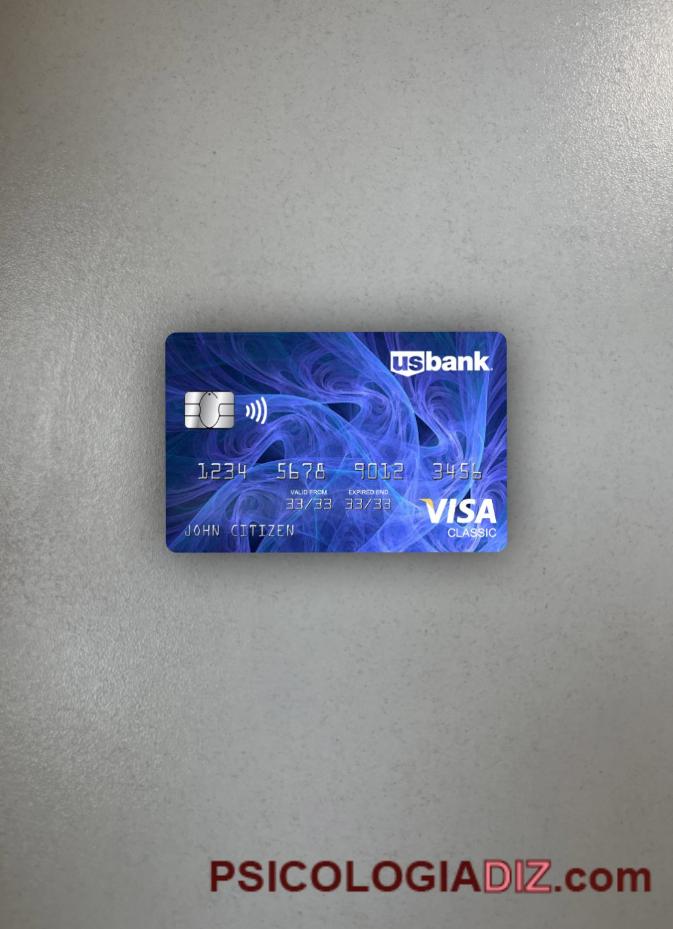 usbank
1234 5678 9012 3456
VALID FROM EXPIRED END
33/33 33/33
VISA
JOHN CITIZEN
CLASSIC
PSICOLOGIADIZ.com